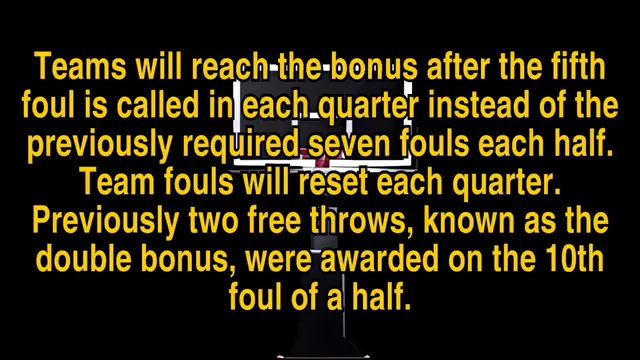 Teams will reach the bonus after the fifth
foul is called in each quarter instead of the
previously required seven fouls each half.
Team fouls will reset each quarter.
Previously two free throws, known as the
double bonus, were awarded on the 10th
foul of a half.